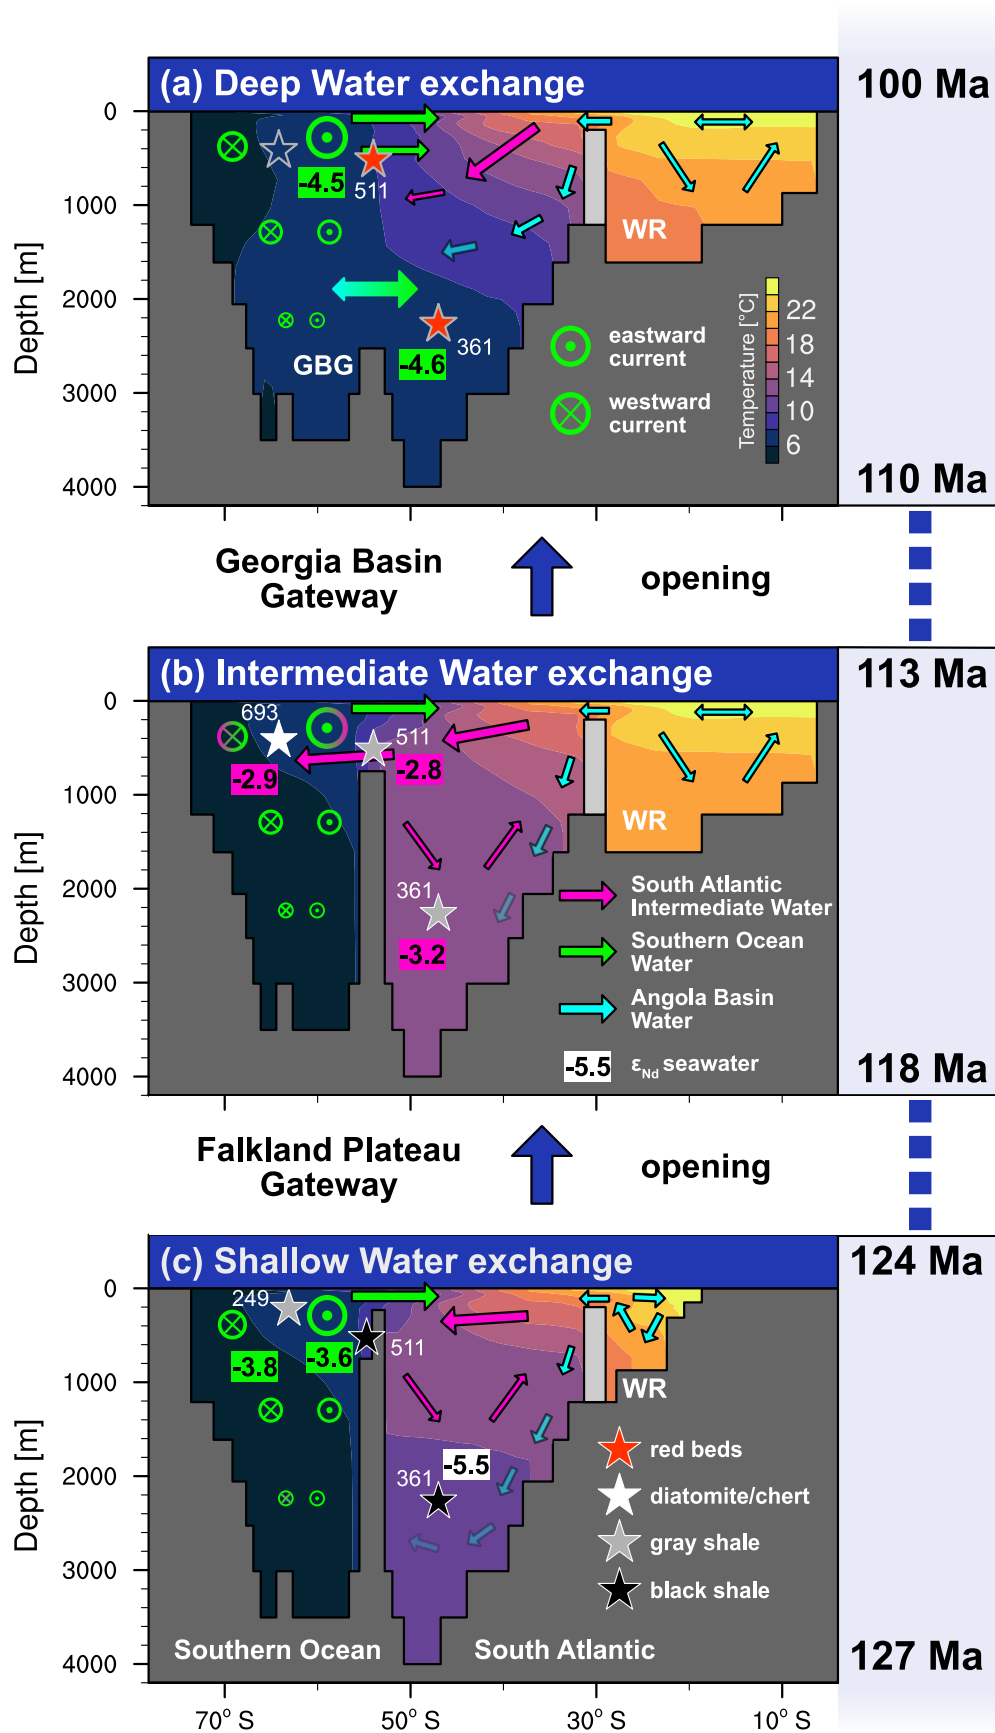 (a) Deep Water exchange
100 Ma
0
1000
2000
3000
4000
Depth [m]
-4.5
511
WR
361
-4.6
GBG
eastward
current
westward
current
Temperature [°C]
22
18
14
10
6
110 Ma
Georgia Basin
Gateway
opening
(b) Intermediate Water exchange
113 Ma
0
1000
2000
3000
4000
Depth [m]
693
511
-2.9
-2.8
WR
361
-3.2
South Atlantic
Intermediate Water
Southern Ocean
Water
Angola Basin
Water
-5.5
εNd seawater
118 Ma
Falkland Plateau
Gateway
opening
(c) Shallow Water exchange
124 Ma
0
1000
2000
3000
4000
Depth [m]
249
511
-3.8
-3.6
WR
361
-5.5
red beds
diatomite/chert
gray shale
black shale
Southern Ocean
South Atlantic
127 Ma
70° S
50° S
30° S
10° S